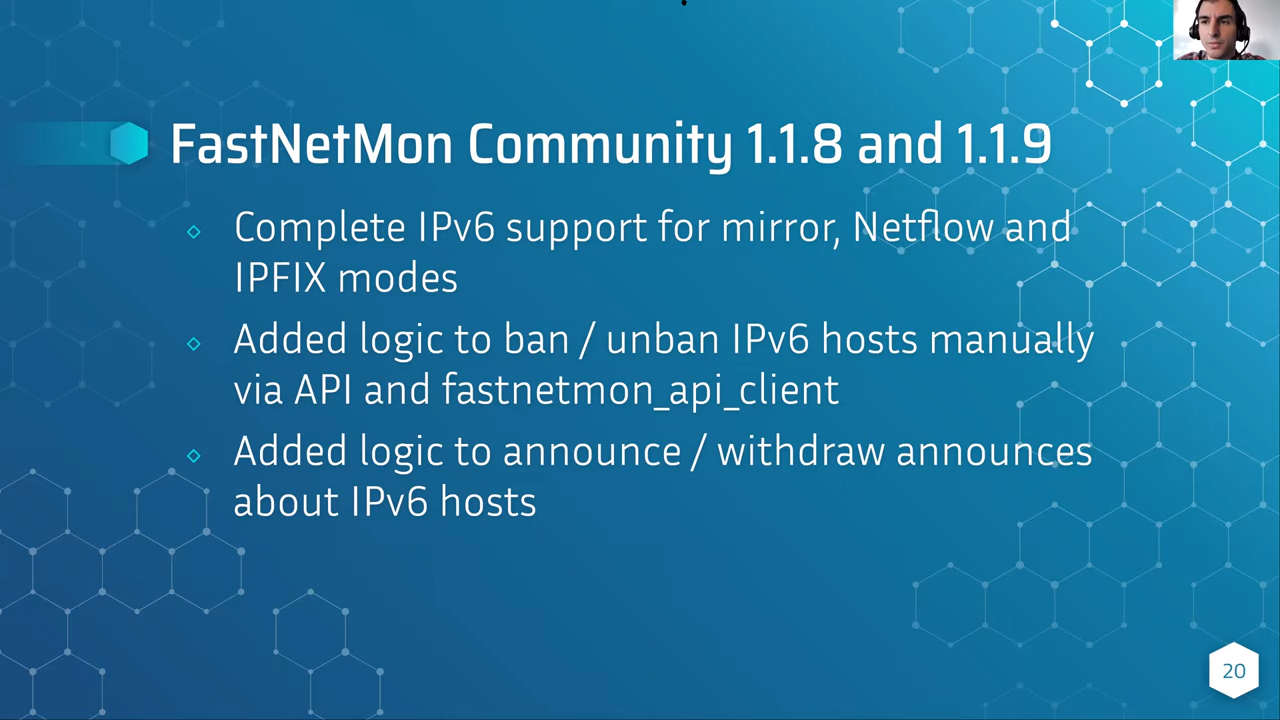 FastNetMon Community 1.1.8 and 1.1.9
Complete IPv6 support for mirror, Netflow and
IPFIX modes
Added logic to ban / unban IPv6 hosts manually
via API and fastnetmon_api_client
Added logic to announce / withdraw announces
about IPv6 hosts
20